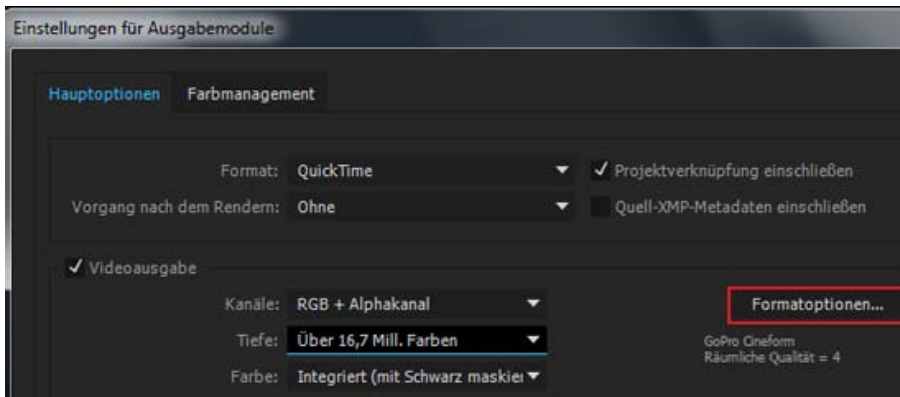 Einstellungen für Ausgabemodule
Hauptoptionen Farbmanagement
Format: QuickTime Projektverknüpfung einschließen
Vorgang nach dem Rendern: Ohne Quell-XMP-Metadaten einschließen
Videoausgabe
Kanäle: RGB + Alphakanal Formatoptionen...
Tiefe: Über 16,7 Mill. Farben GoPro Cineform
Räumliche Qualität = 4
Farbe: Integriert (mit Schwarz maskier